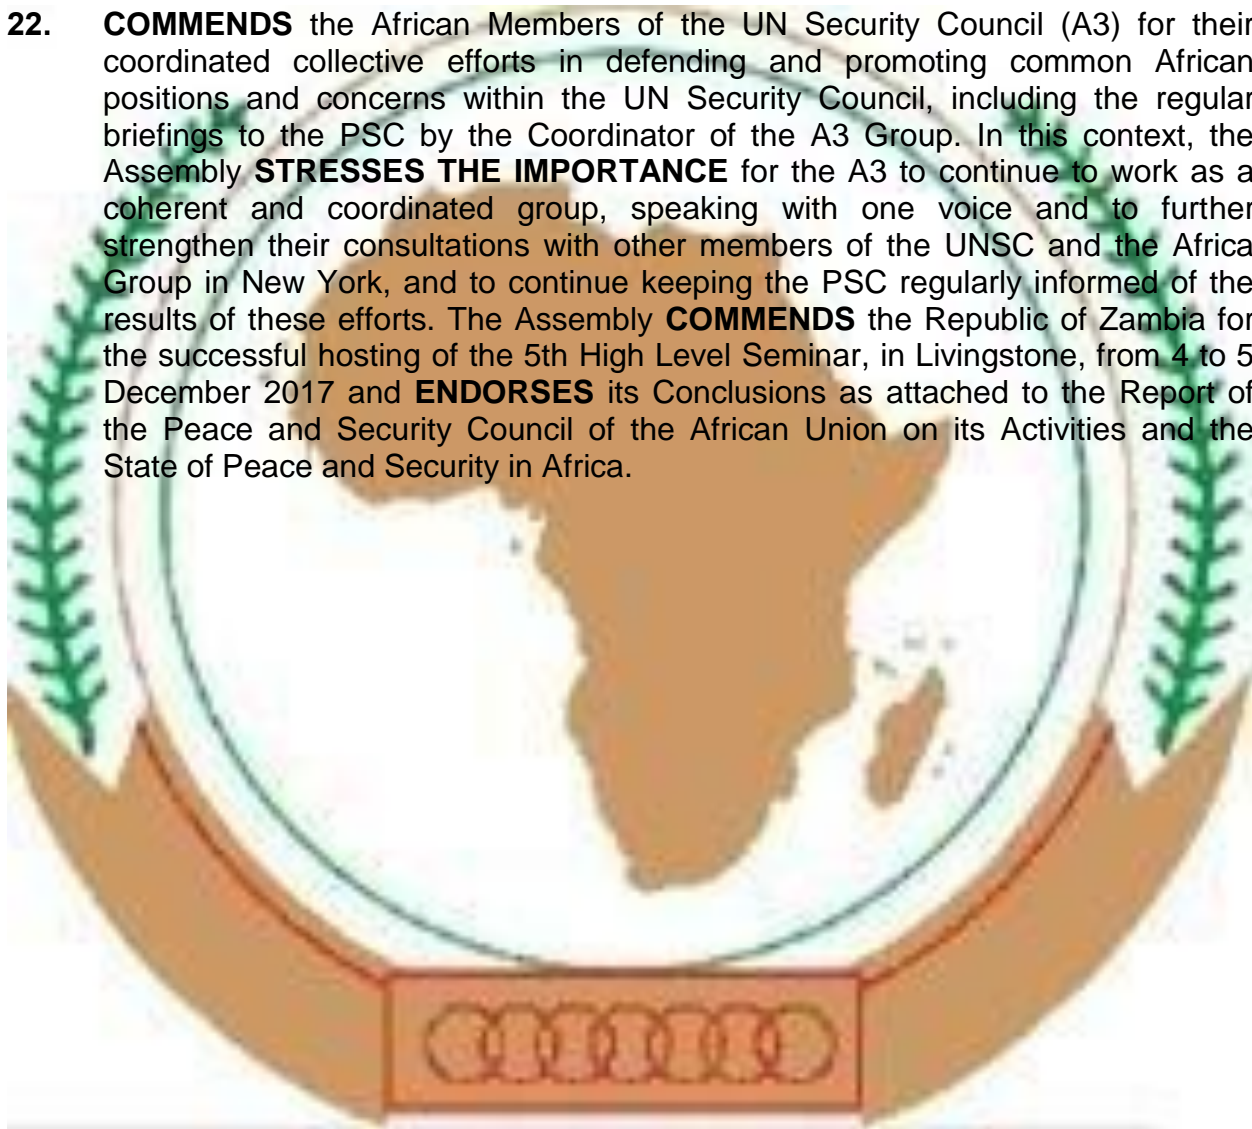 22. COMMENDS the African Members of the UN Security Council (A3) for their
coordinated collective efforts in defending and promoting common African
positions and concerns within the UN Security Council, including the regular
briefings to the PSC by the Coordinator of the A3 Group. In this context, the
Assembly STRESSES THE IMPORTANCE for the A3 to continue to work as a
coherent and coordinated group, speaking with one voice and to further
strengthen their consultations with other members of the UNSC and the Africa
Group in New York, and to continue keeping the PSC regularly informed of the
results of these efforts. The Assembly COMMENDS the Republic of Zambia for
the successful hosting of the 5th High Level Seminar, in Livingstone, from 4 to 5
December 2017 and ENDORSES its Conclusions as attached to the Report of
the Peace and Security Council of the African Union on its Activities and the
State of Peace and Security in Africa.